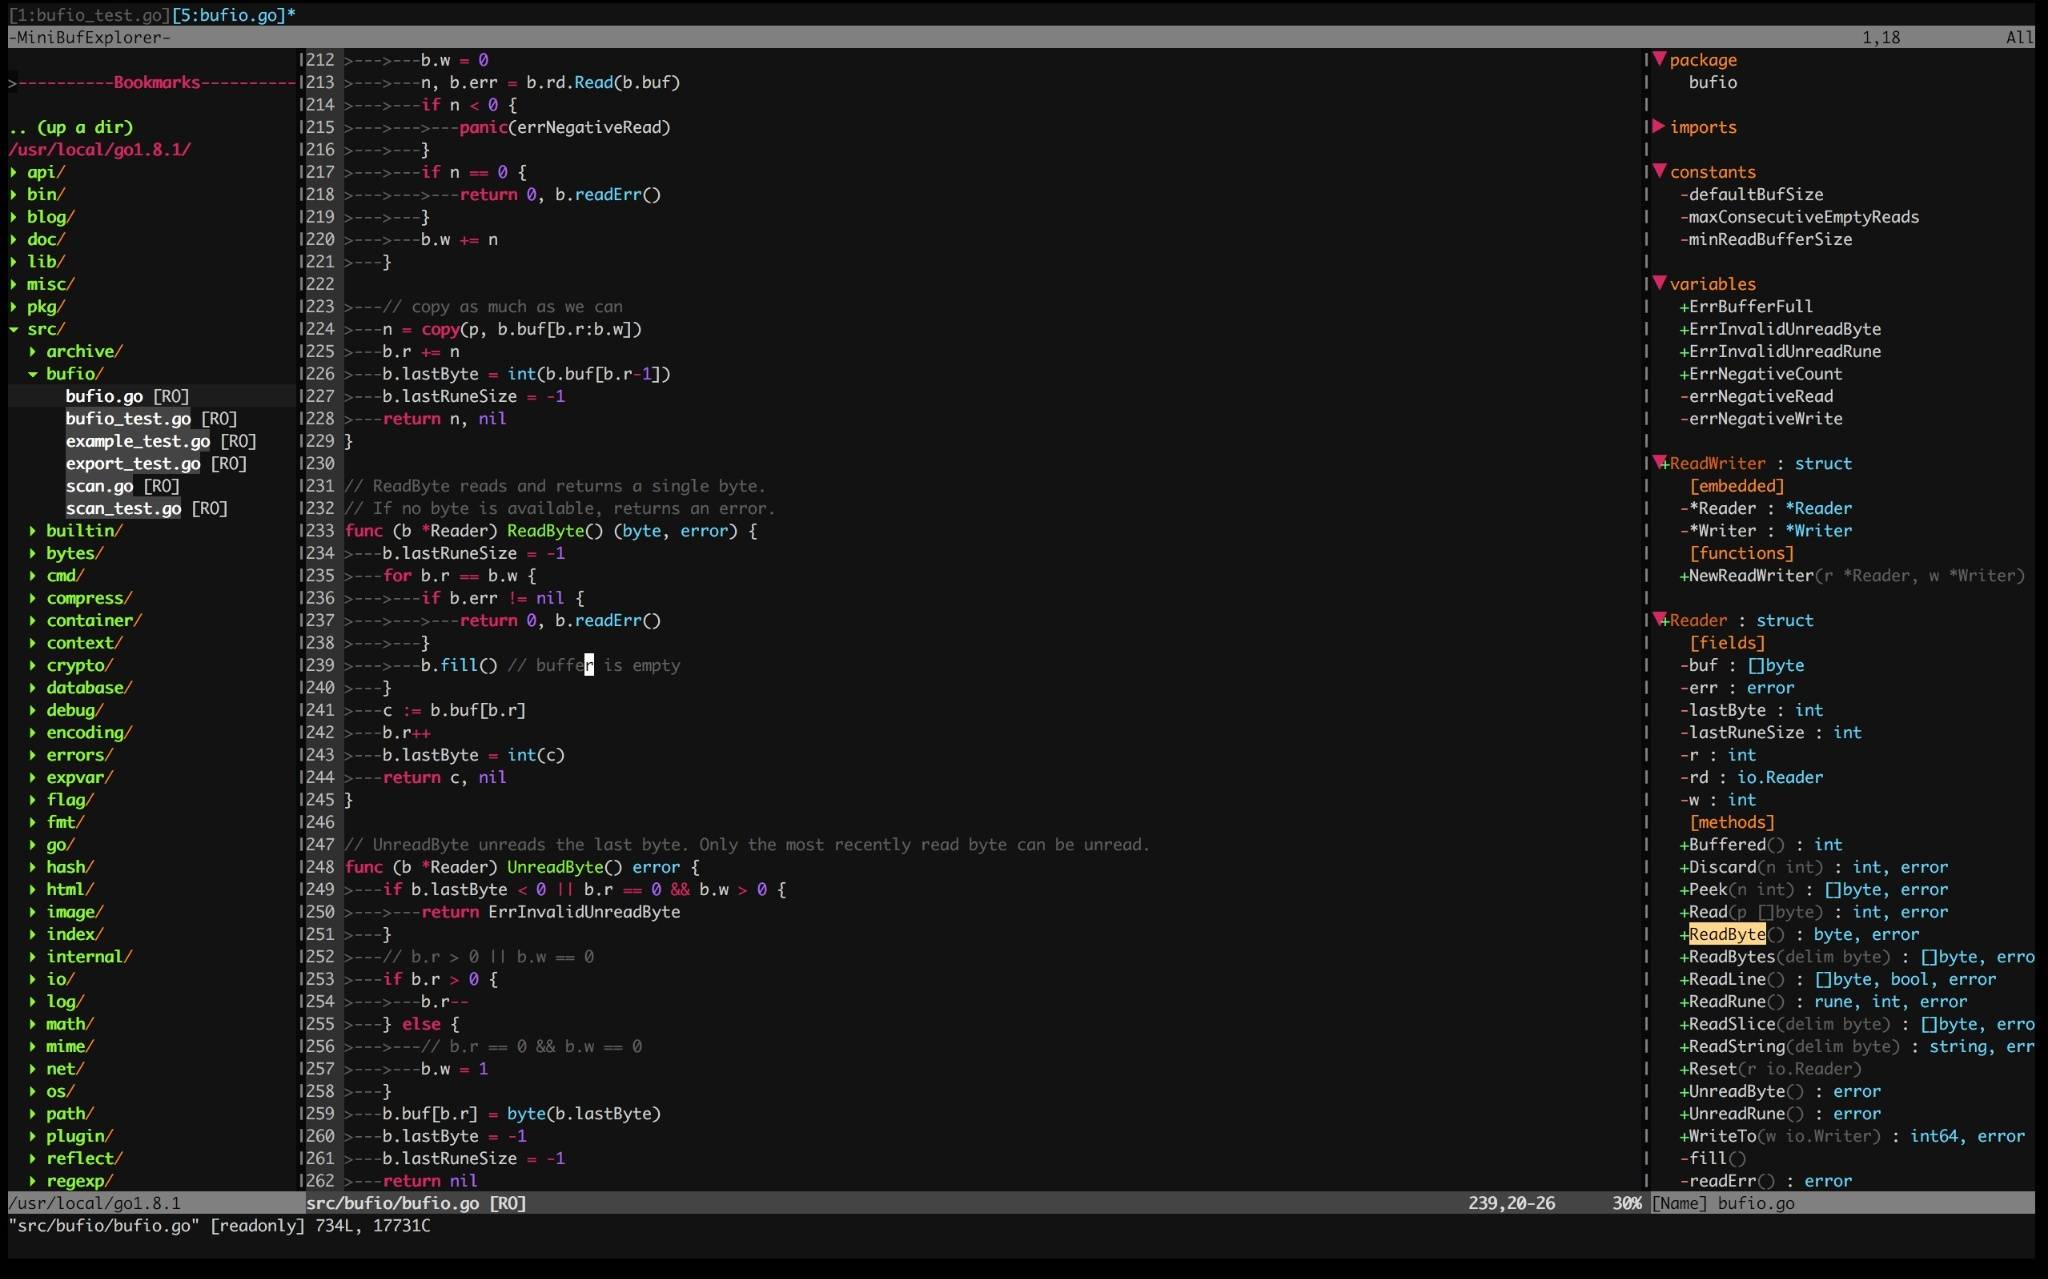 [1:bufio_test.go][5:bufio.go]*
-MiniBufExplorer- 1,18 All
>----------Bookmarks----------
.. (up a dir)
/usr/local/go1.8.1/
▸ api/
▸ bin/
▸ blog/
▸ doc/
▸ lib/
▸ misc/
▸ pkg/
▾ src/
▸ archive/
▾ bufio/
bufio.go [RO]
bufio_test.go [RO]
example_test.go [RO]
export_test.go [RO]
scan.go [RO]
scan_test.go [RO]
▸ builtin/
▸ bytes/
▸ cmd/
▸ compress/
▸ container/
▸ context/
▸ crypto/
▸ database/
▸ debug/
▸ encoding/
▸ errors/
▸ expvar/
▸ flag/
▸ fmt/
▸ go/
▸ hash/
▸ html/
▸ image/
▸ index/
▸ internal/
▸ io/
▸ log/
▸ math/
▸ mime/
▸ net/
▸ os/
▸ path/
▸ plugin/
▸ reflect/
▸ regexp/
/usr/local/go1.8.1
212 >--->---b.w = 0
213 >--->---n, b.err = b.rd.Read(b.buf)
214 >--->---if n < 0 {
215 >--->--->---panic(errNegativeRead)
216 >--->---}
217 >--->---if n == 0 {
218 >--->--->---return 0, b.readErr()
219 >--->---}
220 >--->---b.w += n
221 >---}
222
223 >---// copy as much as we can
224 >---n = copy(p, b.buf[b.r:b.w])
225 >---b.r += n
226 >---b.lastByte = int(b.buf[b.r-1])
227 >---b.lastRuneSize = -1
228 >---return n, nil
229 }
230
231 // ReadByte reads and returns a single byte.
232 // If no byte is available, returns an error.
233 func (b *Reader) ReadByte() (byte, error) {
234 >---b.lastRuneSize = -1
235 >---for b.r == b.w {
236 >--->---if b.err != nil {
237 >--->--->---return 0, b.readErr()
238 >--->---}
239 >--->---b.fill() // buffer is empty
240 >---}
241 >---c := b.buf[b.r]
242 >---b.r++
243 >---b.lastByte = int(c)
244 >---return c, nil
245 }
246
247 // UnreadByte unreads the last byte. Only the most recently read byte can be unread.
248 func (b *Reader) UnreadByte() error {
249 >---if b.lastByte < 0 || b.r == 0 && b.w > 0 {
250 >--->---return ErrInvalidUnreadByte
251 >---}
252 >---// b.r > 0 || b.w == 0
253 >---if b.r > 0 {
254 >--->---b.r--
255 >---} else {
256 >--->---// b.r == 0 && b.w == 0
257 >--->---b.w = 1
258 >---}
259 >---b.buf[b.r] = byte(b.lastByte)
260 >---b.lastByte = -1
261 >---b.lastRuneSize = -1
262 >---return nil
src/bufio/bufio.go [RO] 239,20-26 30%
▼ package
bufio
▶ imports
▼ constants
-defaultBufSize
-maxConsecutiveEmptyReads
-minReadBufferSize
▼ variables
+ErrBufferFull
+ErrInvalidUnreadByte
+ErrInvalidUnreadRune
+ErrNegativeCount
-errNegativeRead
-errNegativeWrite
▼+ReadWriter : struct
[embedded]
-*Reader : *Reader
-*Writer : *Writer
[functions]
+NewReadWriter(r *Reader, w *Writer)
▼+Reader : struct
[fields]
-buf : []byte
-err : error
-lastByte : int
-lastRuneSize : int
-r : int
-rd : io.Reader
-w : int
[methods]
+Buffered() : int
+Discard(n int) : int, error
+Peek(n int) : []byte, error
+Read(p []byte) : int, error
+ReadByte() : byte, error
+ReadBytes(delim byte) : []byte, erro
+ReadLine() : []byte, bool, error
+ReadRune() : rune, int, error
+ReadSlice(delim byte) : []byte, erro
+ReadString(delim byte) : string, err
+Reset(r io.Reader)
+UnreadByte() : error
+UnreadRune() : error
+WriteTo(w io.Writer) : int64, error
-fill()
-readErr() : error
[Name] bufio.go
"src/bufio/bufio.go" [readonly] 734L, 17731C